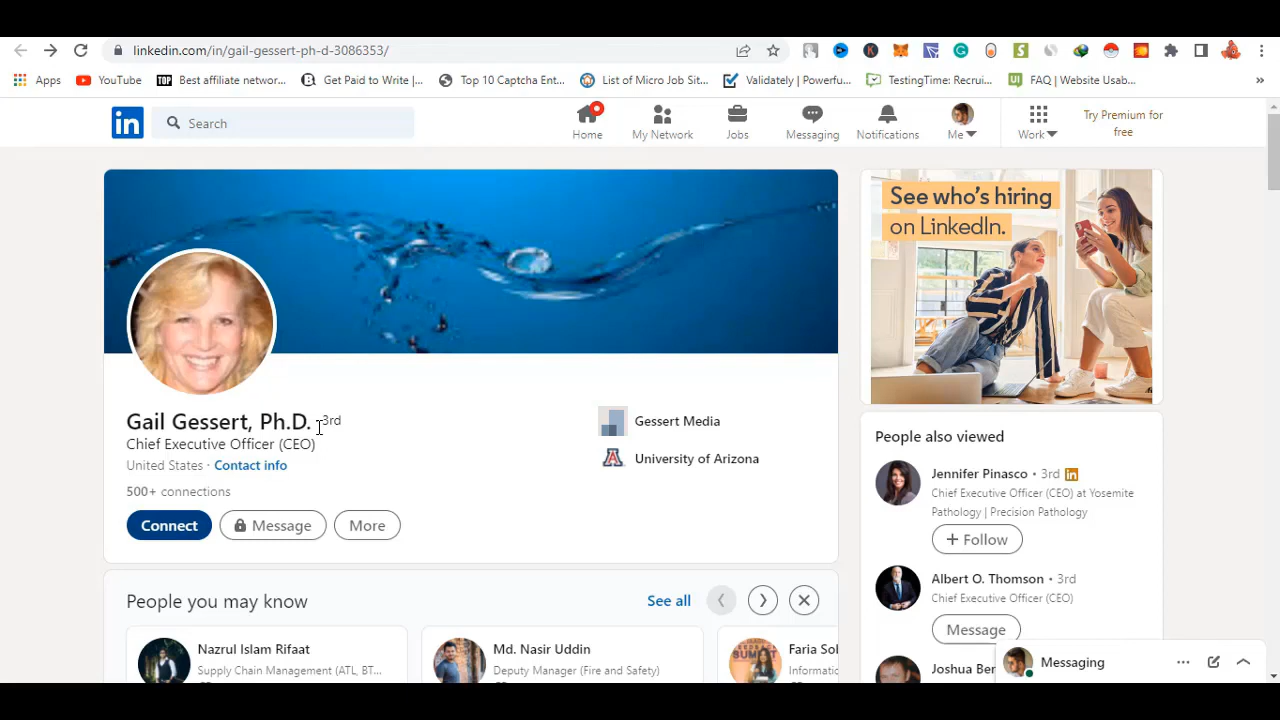 linkedin.com/in/gail-gessert-ph-d-3086353/
Apps
YouTube
Best affiliate networ...
Get Paid to Write |...
Top 10 Captcha Ent...
List of Micro Job Sit...
Validately | Powerfu...
TestingTime: Recrui...
FAQ | Website Usab...
»
in
Search
Home
My Network
Jobs
Messaging
Notifications
Me
Work
Try Premium for
free
Gail Gessert, Ph.D. · 3rd
Chief Executive Officer (CEO)
United States · Contact info
500+ connections
Connect
Message
More
Gessert Media
University of Arizona
People you may know
See all
Nazrul Islam Rifaat
Supply Chain Management (ATL, BT...
Md. Nasir Uddin
Deputy Manager (Fire and Safety)
Faria Sol
Informatio
See who's hiring
on LinkedIn.
People also viewed
Jennifer Pinasco • 3rd in
Chief Executive Officer (CEO) at Yosemite
Pathology | Precision Pathology
+ Follow
Albert O. Thomson • 3rd
Chief Executive Officer (CEO)
Message
Joshua Ber
Messaging